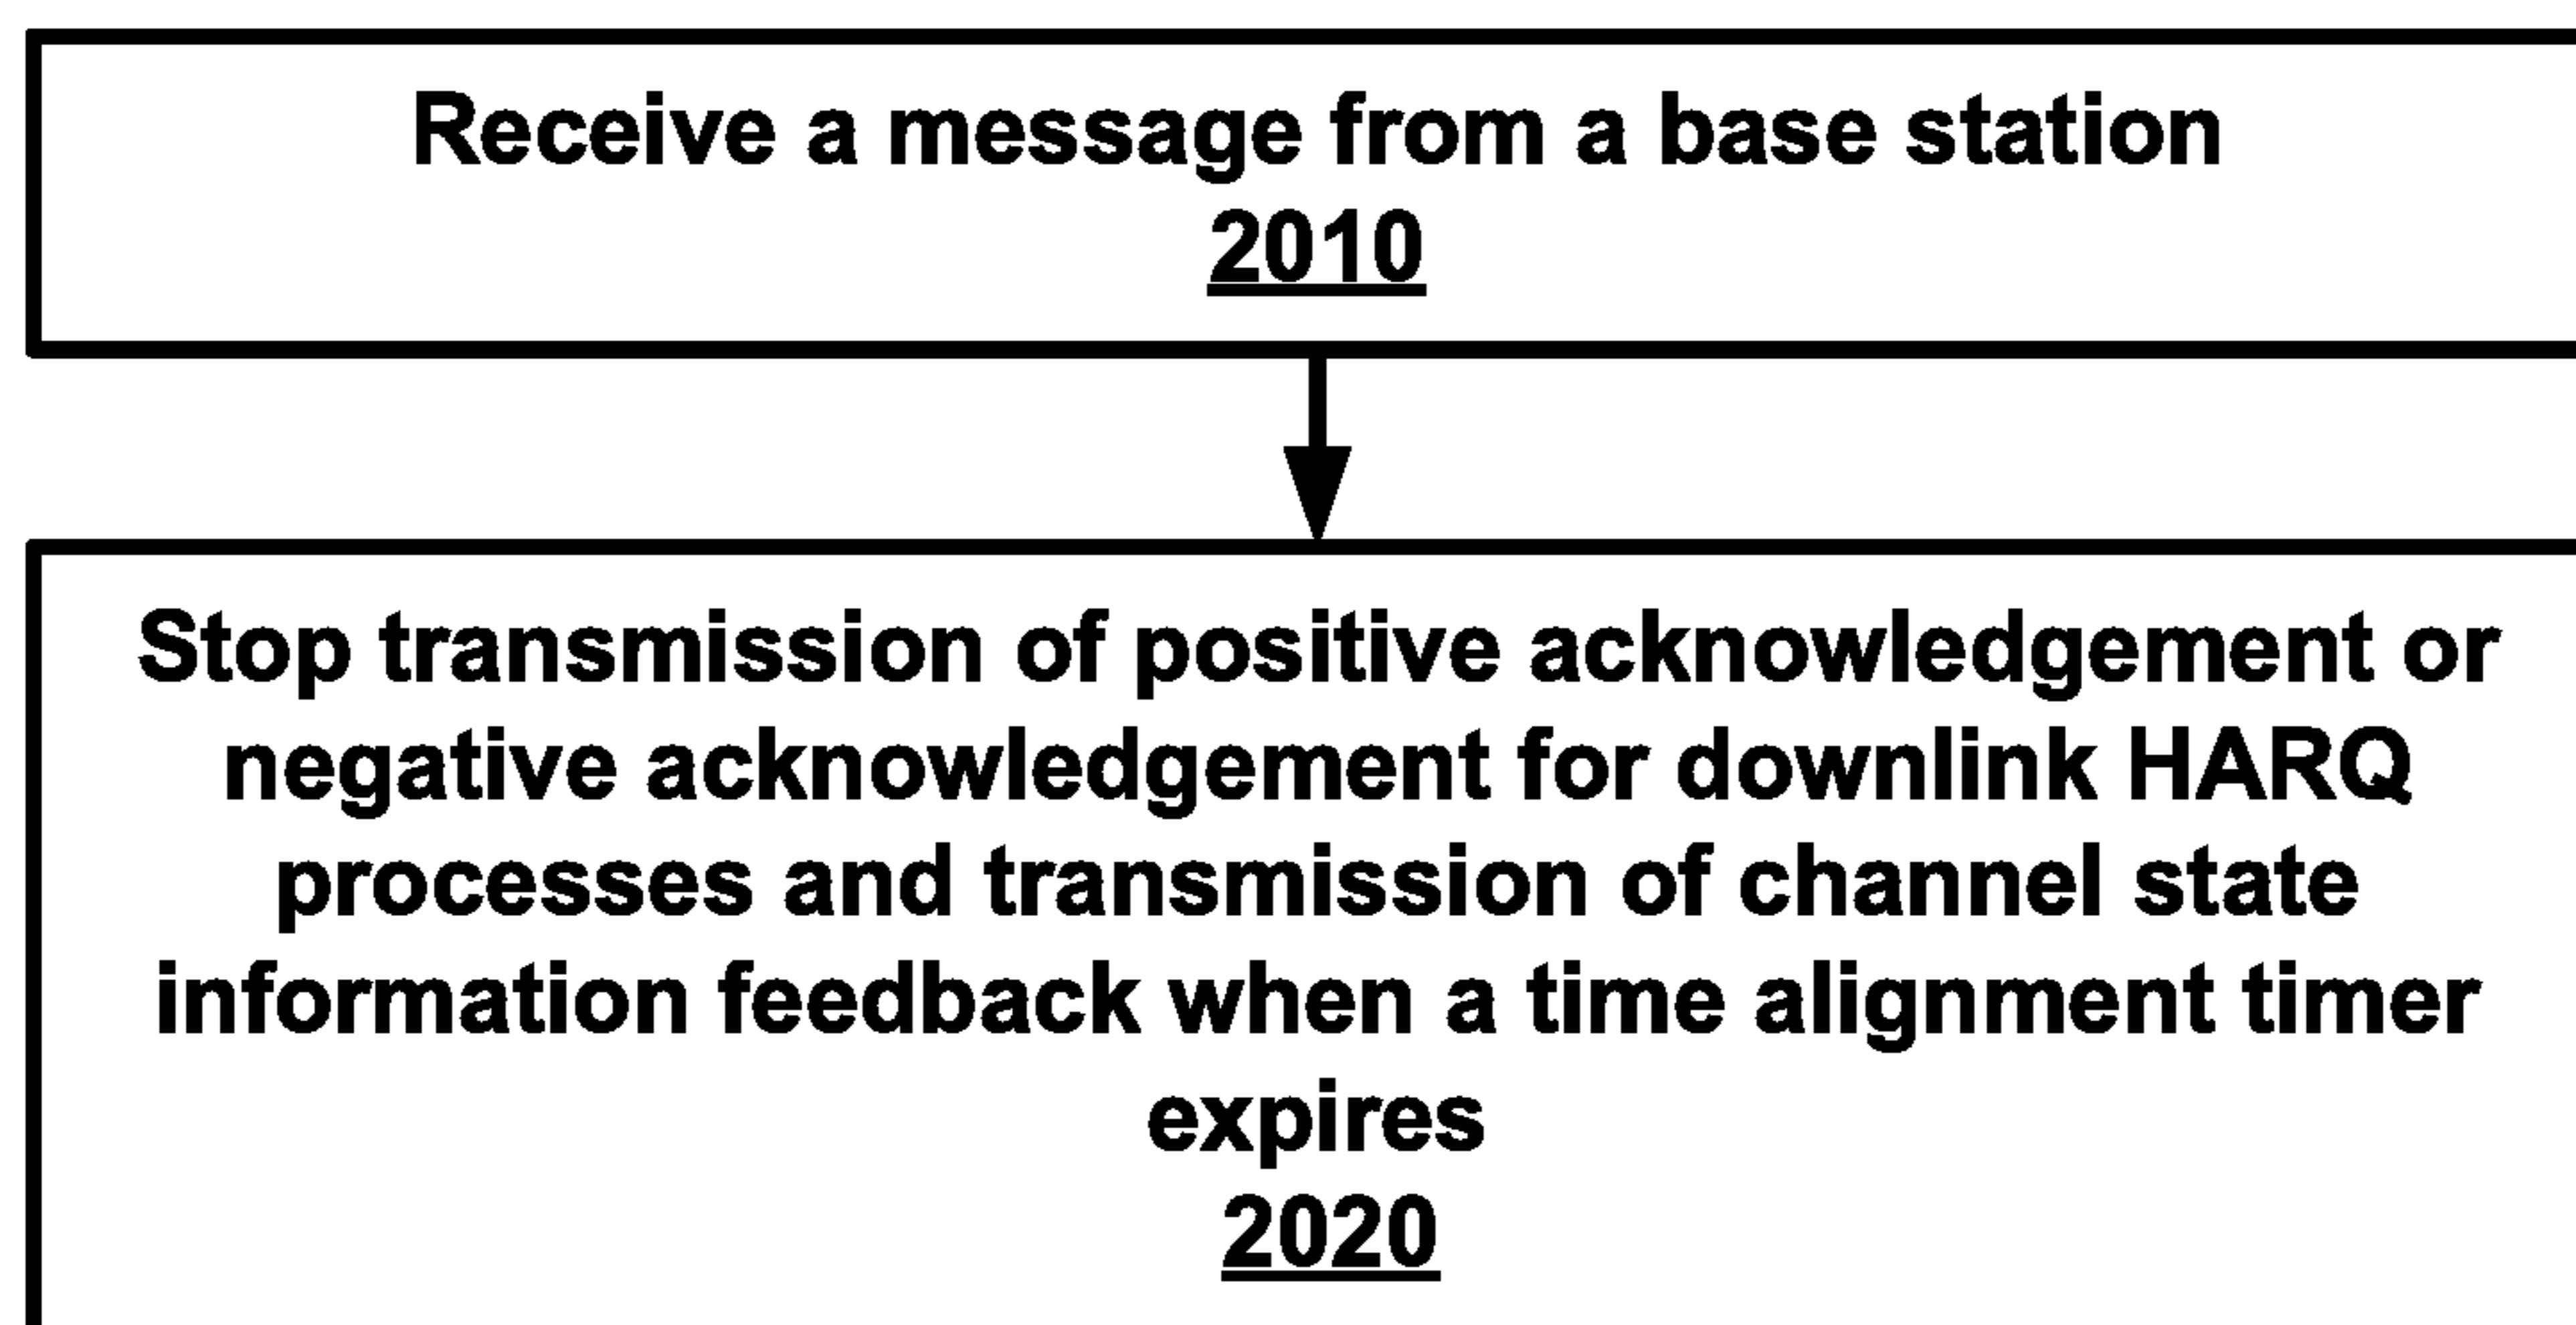 Receive a message from a base station
2010
Stop transmission of positive acknowledgement or
negative acknowledgement for downlink HARQ
processes and transmission of channel state
information feedback when a time alignment timer
expires
2020